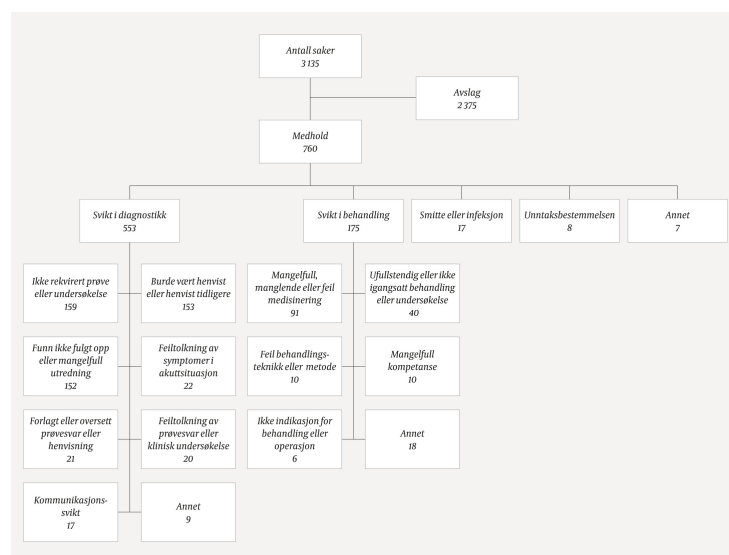 Antall saker
3 135
Avslag
2 375
Medhold
760
Svikt i diagnostikk
553
Svikt i behandling
175
Smitte eller infeksjon
17
Unntaksbestemmelsen
8
Annet
7
Ikke rekvirert prøve
eller undersøkelse
159
Burde vært henvist
eller henvist tidligere
153
Mangelfull,
manglende eller feil
medisinering
91
Ufullstendig eller ikke
igangsatt behandling
eller undersøkelse
40
Funn ikke fulgt opp
eller mangelfull
utredning
152
Feiltolkning av
symptomer i
akuttsituasjon
22
Feil behandlings-
teknikk eller metode
10
Mangelfull
kompetanse
10
Forlagt eller oversett
prøvesvar eller
henvisning
21
Feiltolkning av
prøvesvar eller
klinisk undersøkelse
20
Ikke indikasjon for
behandling eller
operasjon
6
Annet
18
Kommunikasjons-
svikt
17
Annet
9